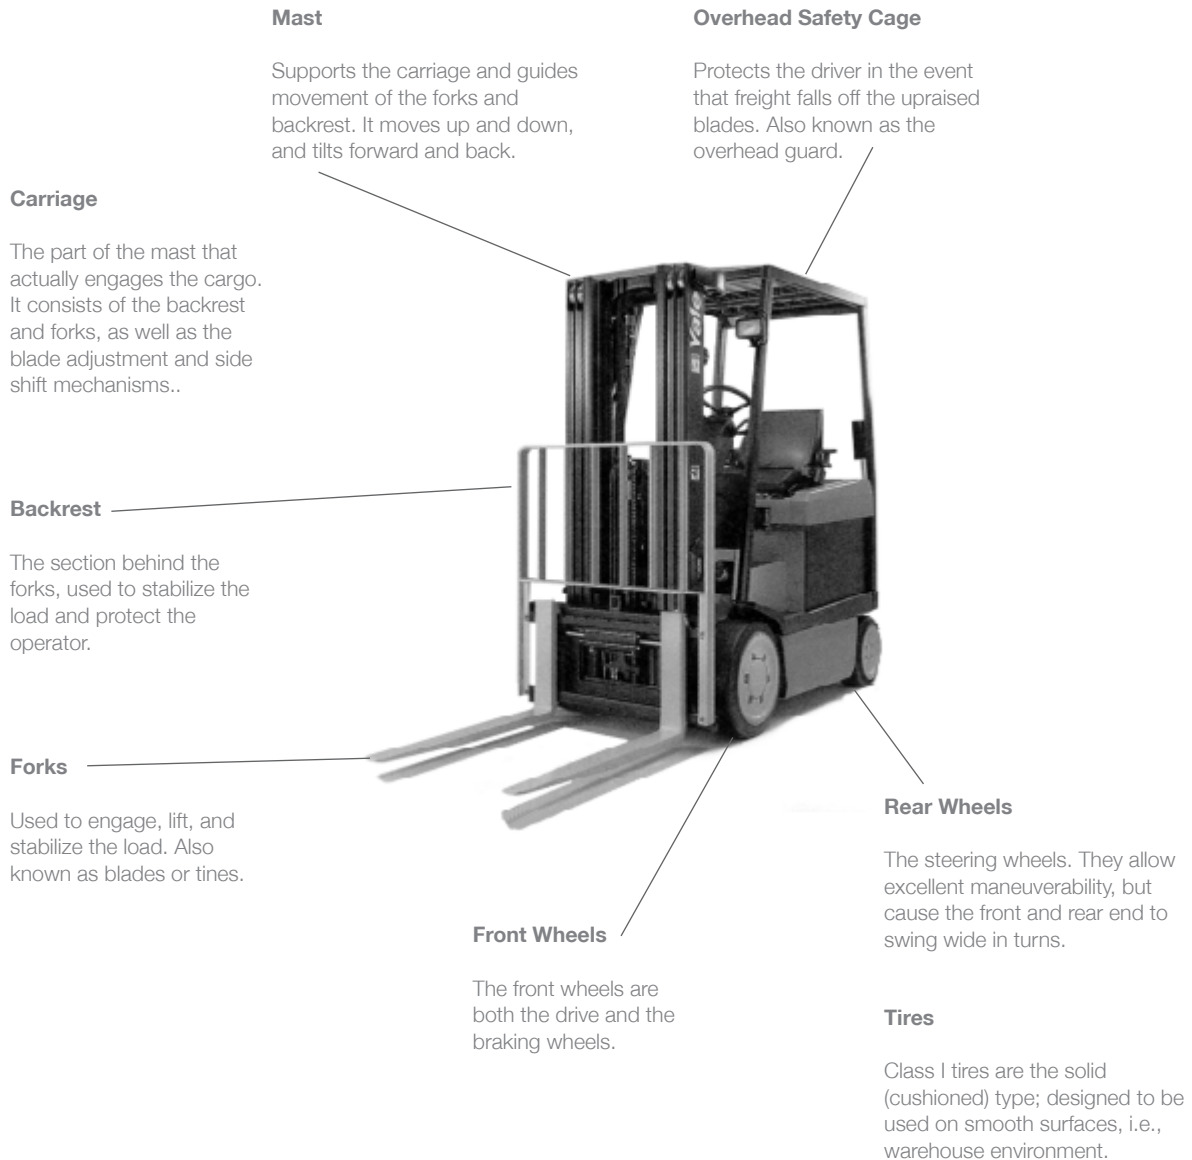 Mast
Supports the carriage and guides
movement of the forks and
backrest. It moves up and down,
and tilts forward and back.
Overhead Safety Cage
Protects the driver in the event
that freight falls off the upraised
blades. Also known as the
overhead guard.
Carriage
The part of the mast that
actually engages the cargo.
It consists of the backrest
and forks, as well as the
blade adjustment and side
shift mechanisms..
Yale
Backrest
The section behind the
forks, used to stabilize the
load and protect the
operator.
Forks
Used to engage, lift, and
stabilize the load. Also
known as blades or tines.
Rear Wheels
The steering wheels. They allow
excellent maneuverability, but
cause the front and rear end to
swing wide in turns.
Front Wheels
The front wheels are
both the drive and the
braking wheels.
Tires
Class I tires are the solid
(cushioned) type; designed to be
used on smooth surfaces, i.e.,
warehouse environment.